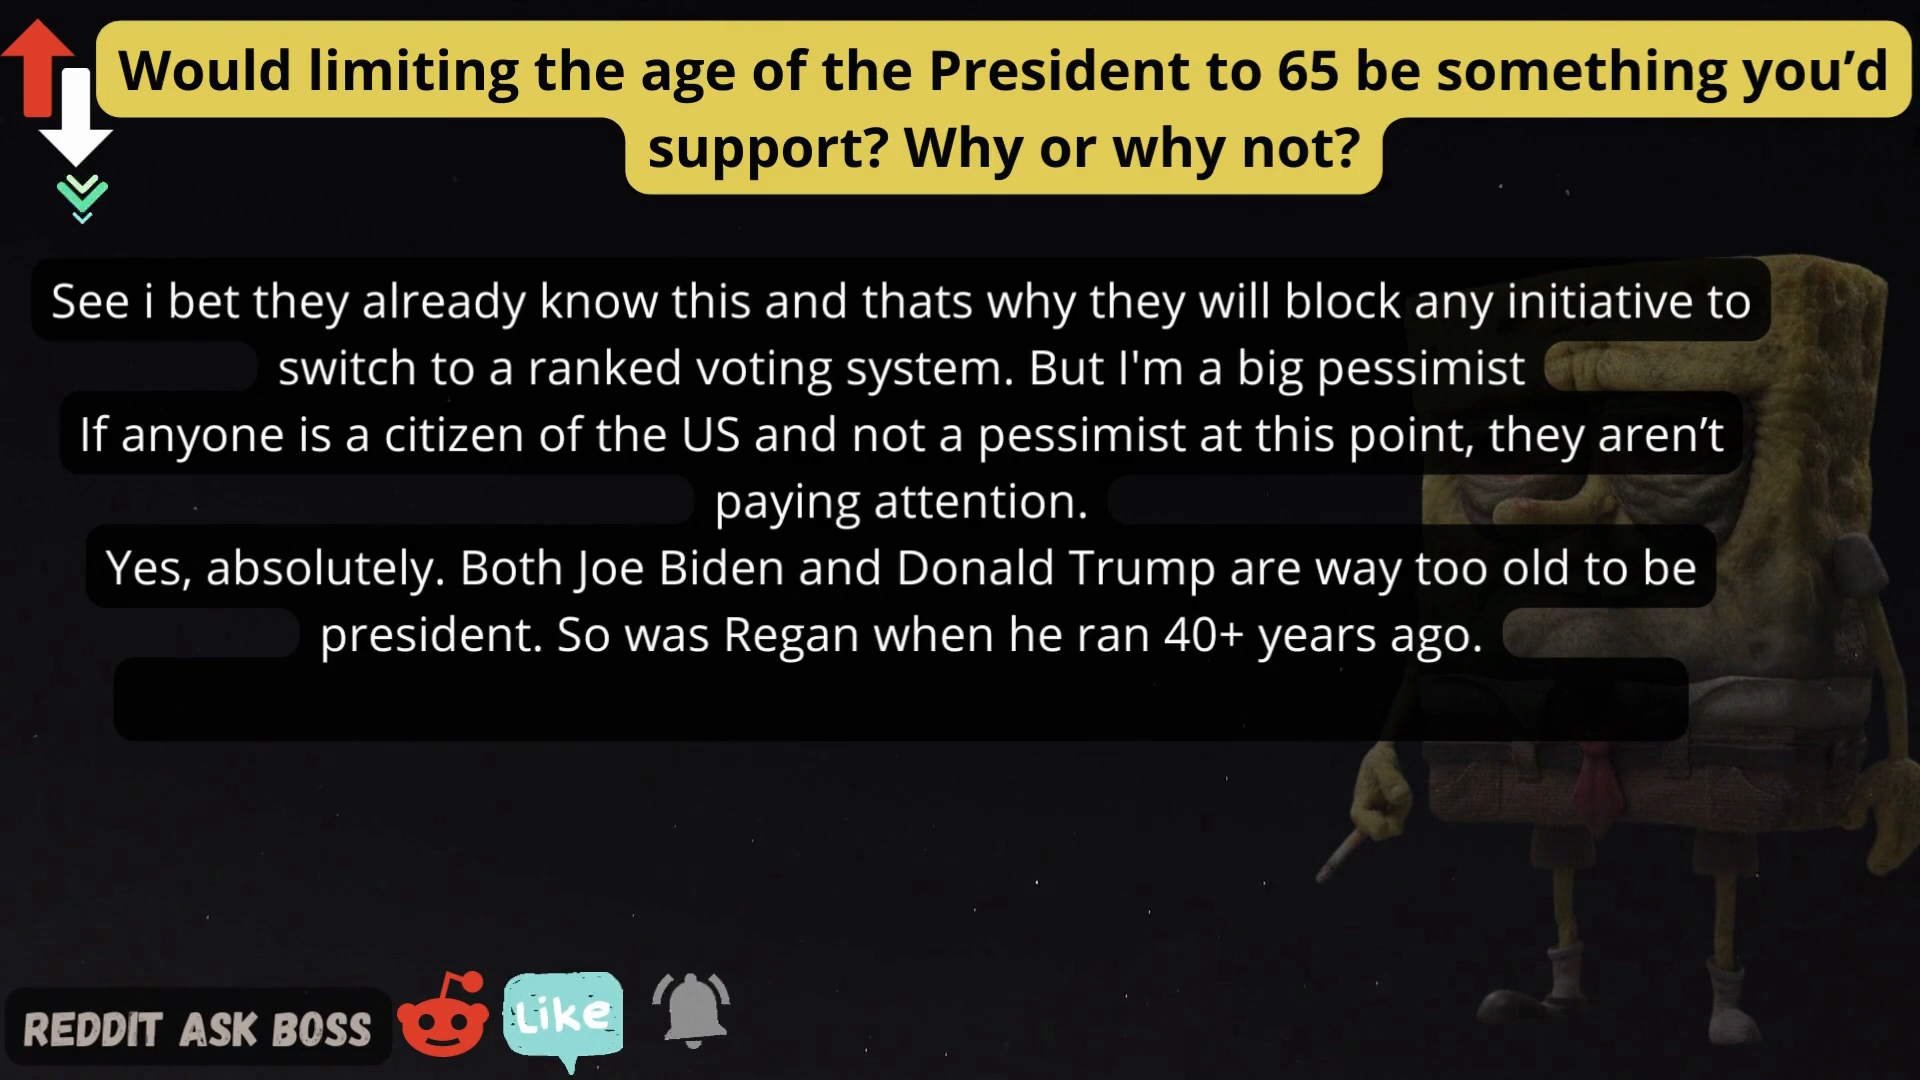 Would limiting the age of the President to 65 be something you’d
support? Why or why not?
See i bet they already know this and thats why they will block any initiative to
switch to a ranked voting system. But I'm a big pessimist
If anyone is a citizen of the US and not a pessimist at this point, they aren’t
paying attention.
Yes, absolutely. Both Joe Biden and Donald Trump are way too old to be
president. So was Regan when he ran 40+ years ago.
REDDIT ASK BOSS
Like